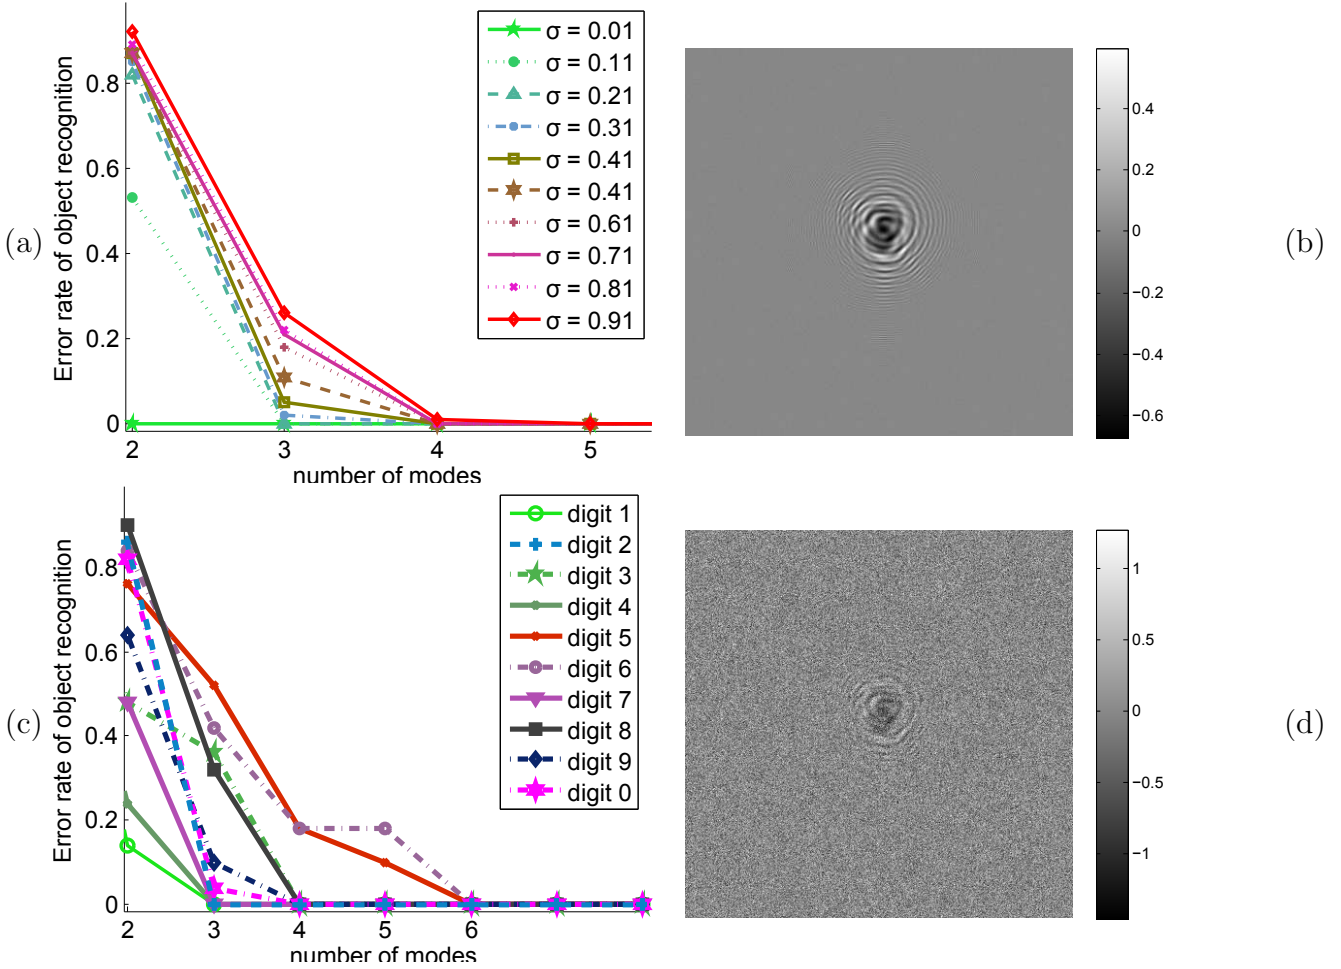 (a)
Error rate of object recognition
0.8
0.6
0.4
0.2
0
2 3 4 5
number of modes
σ = 0.01
σ = 0.11
σ = 0.21
σ = 0.31
σ = 0.41
σ = 0.41
σ = 0.61
σ = 0.71
σ = 0.81
σ = 0.91
0.4
0.2
0
−0.2
−0.4
−0.6
(b)
(c)
Error rate of object recognition
0.8
0.6
0.4
0.2
0
2 3 4 5 6
number of modes
digit 1
digit 2
digit 3
digit 4
digit 5
digit 6
digit 7
digit 8
digit 9
digit 0
1
0.5
0
−0.5
−1
(d)